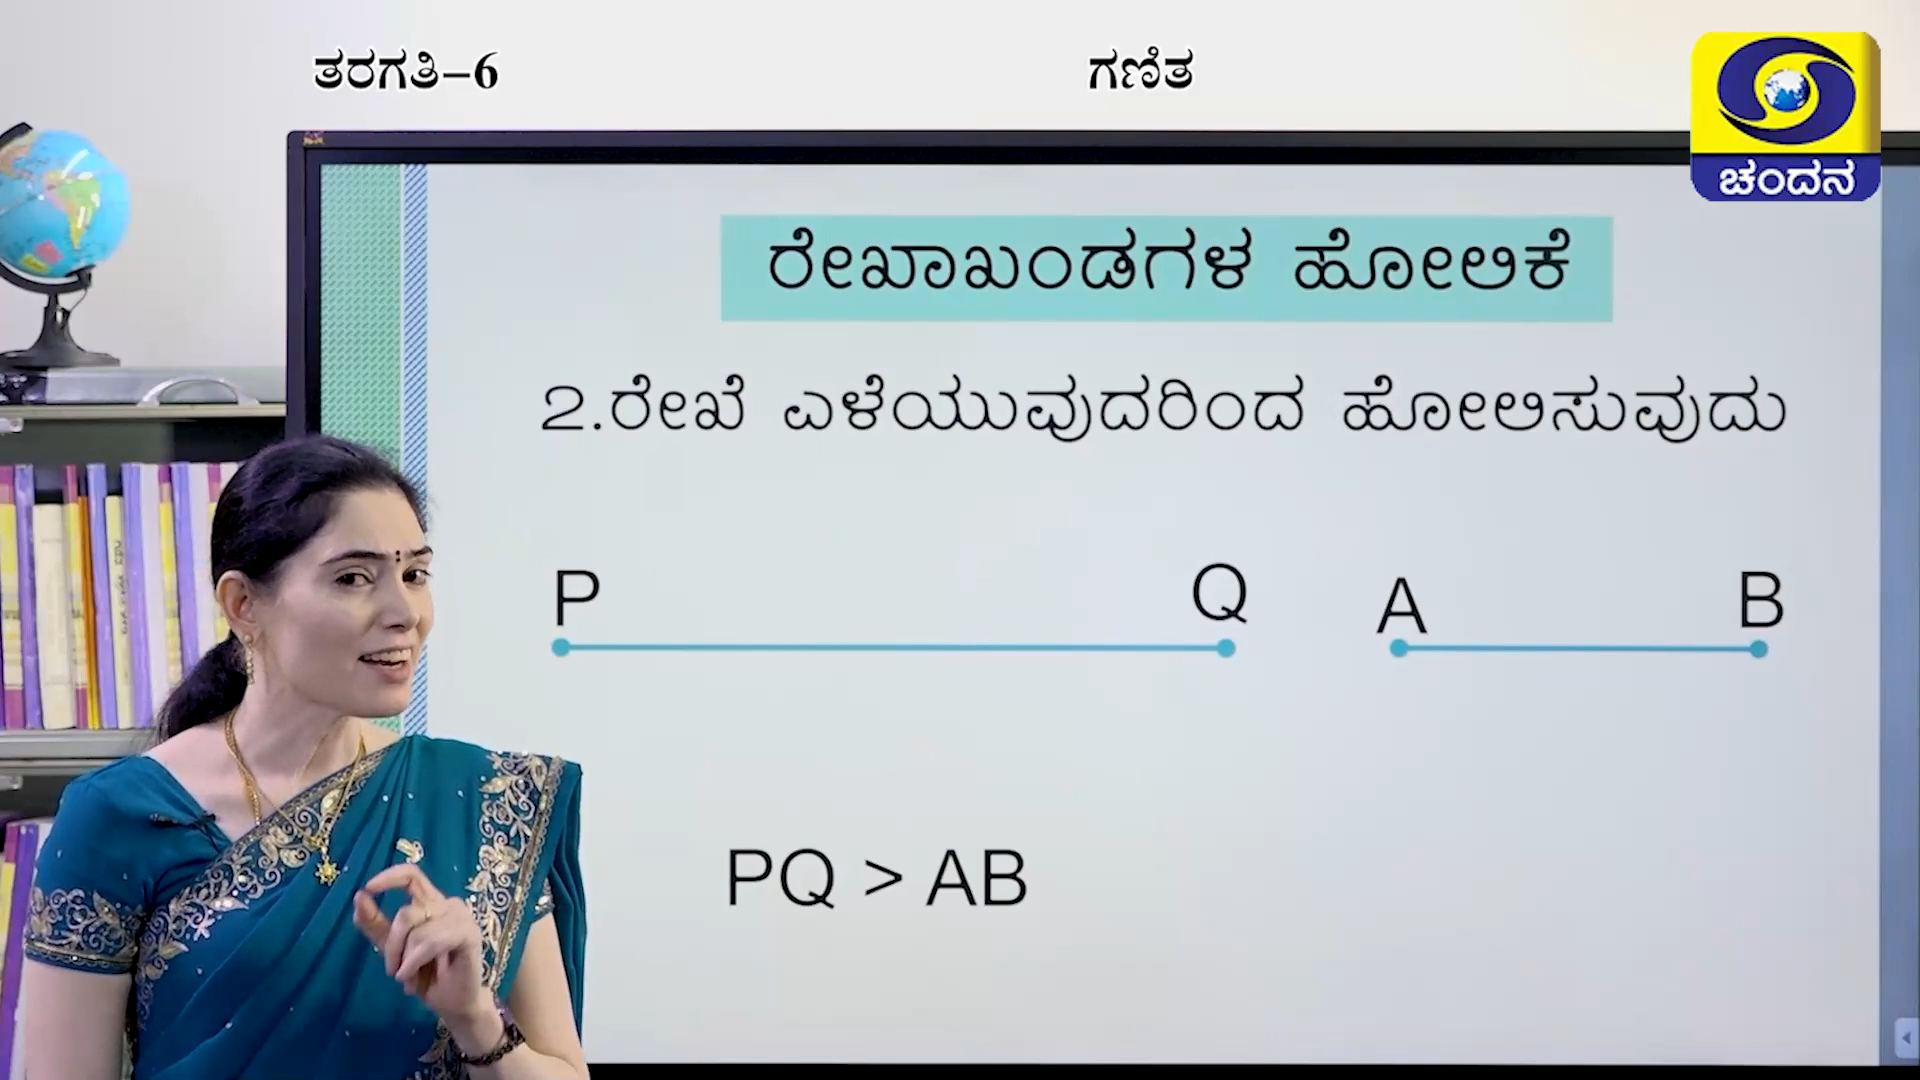 ತರಗತಿ–6
ಗಣಿತ
ಚಂದನ
ರೇಖಾಖಂಡಗಳ ಹೋಲಿಕೆ
2.ರೇಖೆ ಎಳೆಯುವುದರಿಂದ ಹೋಲಿಸುವುದು
P Q A B
PQ > AB